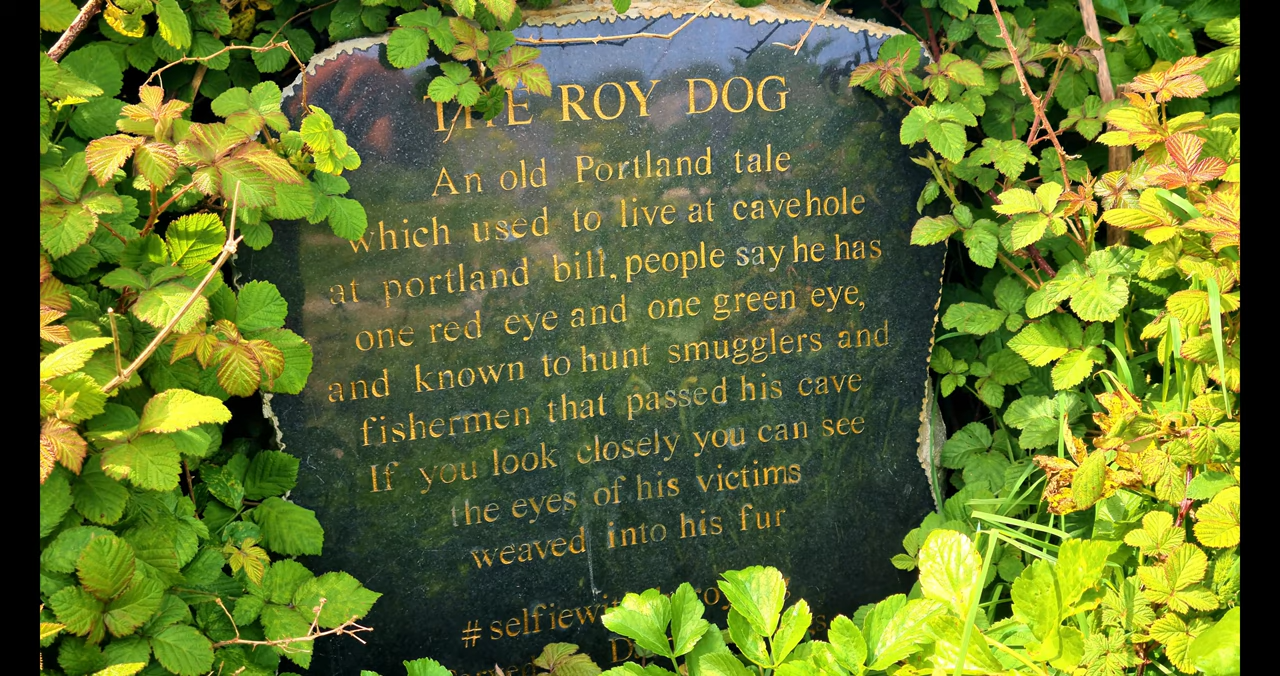 THE ROY DOG
An old Portland tale
which used to live at cavehole
at portland bill, people say he has
one red eye and one green eye,
and known to hunt smugglers and
fishermen that passed his cave
If you look closely you can see
the eyes of his victims
weaved into his fur